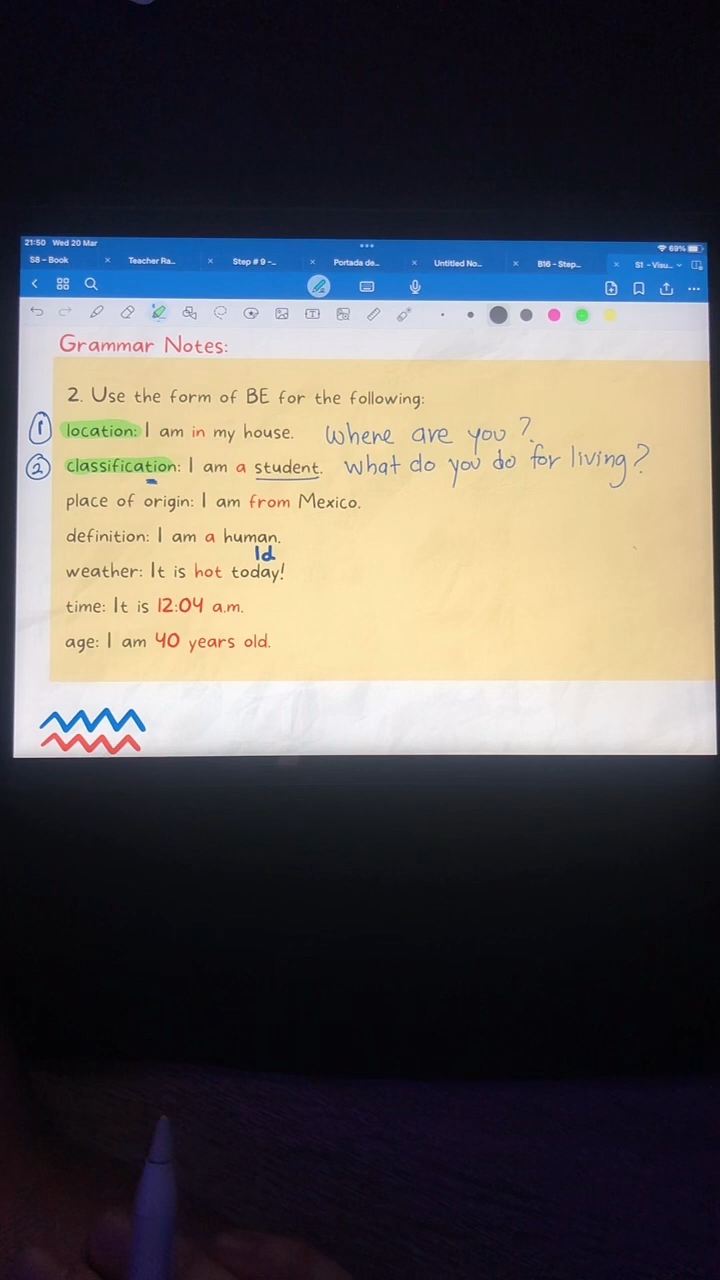 21:50 Wed 20 Mar
69%
S8 - Book
Teacher Ra...
Step # 9 -...
Portada de...
Untitled No...
B16 - Step...
S1 - Visu...
Grammar Notes:
2. Use the form of BE for the following:
1 location: I am in my house. Where are you?
2 classification: I am a student. What do you do for living?
place of origin: I am from Mexico.
definition: I am a human.
ld
weather: It is hot today!
time: It is 12:04 a.m.
age: I am 40 years old.